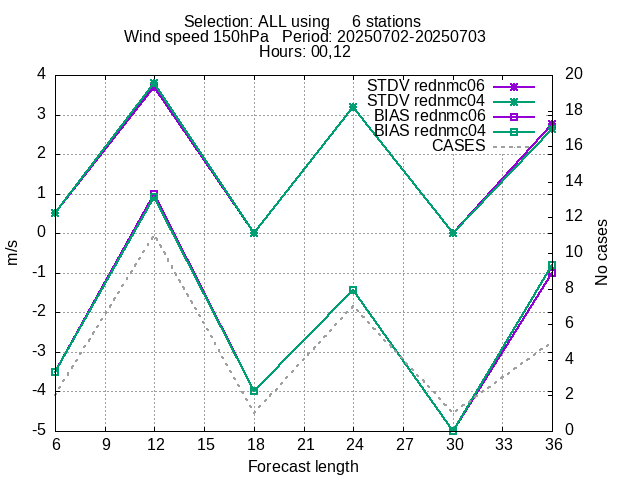 Selection: ALL using     6 stations
Wind speed 150hPa   Period: 20250702-20250703
Hours: 00,12
STDV rednmc06
STDV rednmc04
BIAS rednmc06
BIAS rednmc04
CASES
4
3
2
1
0
-1
-2
-3
-4
-5
m/s
20
18
16
14
12
10
8
6
4
2
0
No cases
6 9 12 15 18 21 24 27 30 33 36
Forecast length